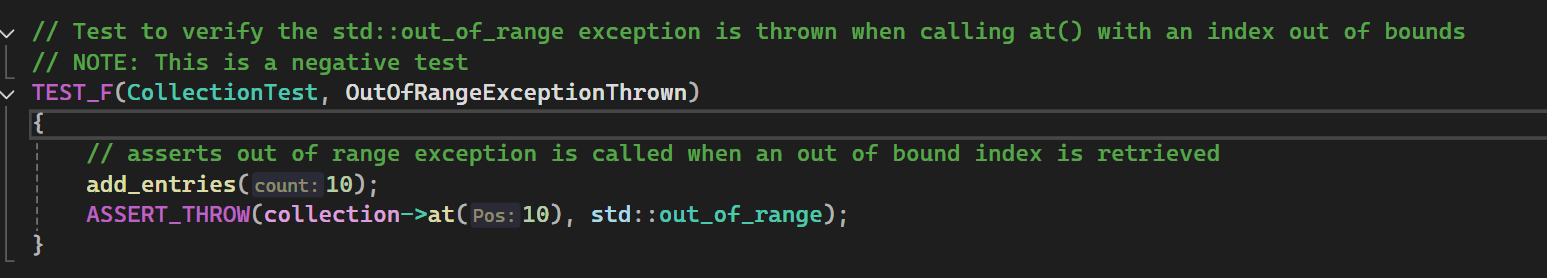 // Test to verify the std::out_of_range exception is thrown when calling at() with an index out of bounds
// NOTE: This is a negative test
TEST_F(CollectionTest, OutOfRangeExceptionThrown)
{
// asserts out of range exception is called when an out of bound index is retrieved
add_entries(count:10);
ASSERT_THROW(collection->at(Pos:10), std::out_of_range);
}